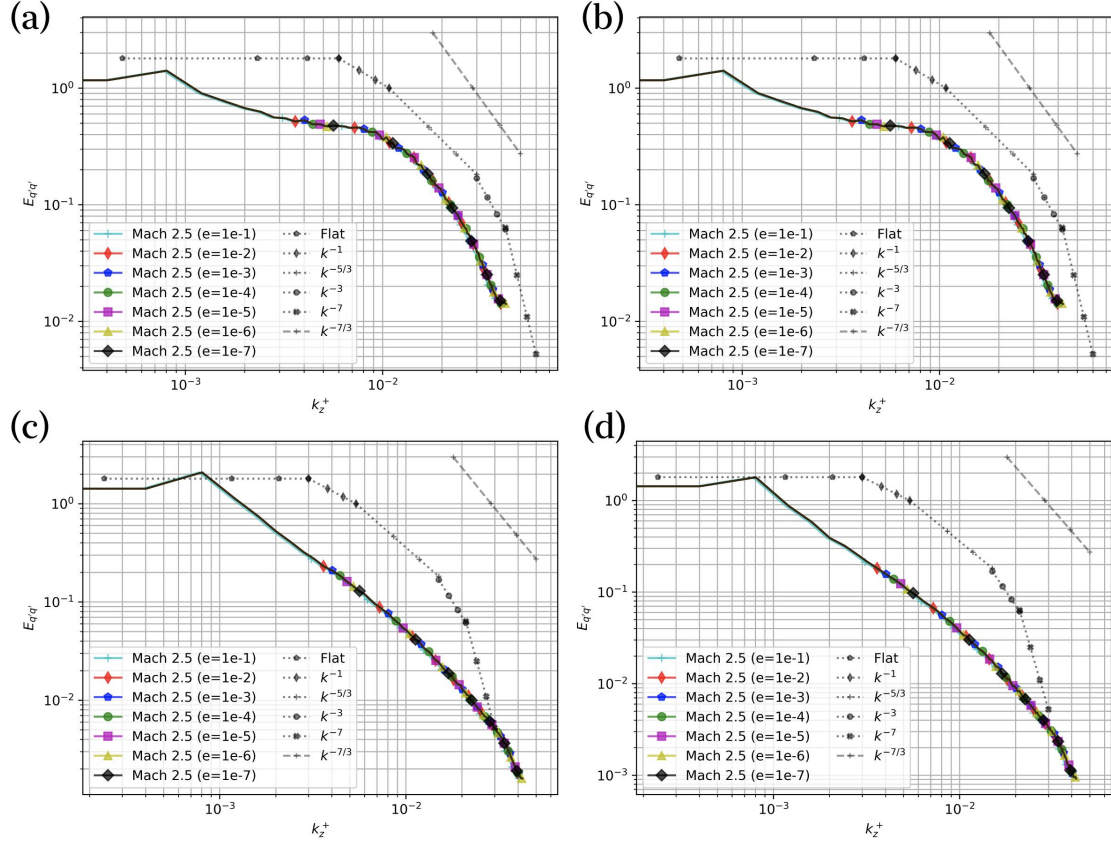 (a)
10^0
10^-1
10^-2
E_q'q'
Mach 2.5 (e=1e-1)
Mach 2.5 (e=1e-2)
Mach 2.5 (e=1e-3)
Mach 2.5 (e=1e-4)
Mach 2.5 (e=1e-5)
Mach 2.5 (e=1e-6)
Mach 2.5 (e=1e-7)
Flat
k^-1
k^-5/3
k^-3
k^-7
k^-7/3
10^-3
10^-2
k_z^+
(b)
10^0
10^-1
10^-2
E_q'q'
Mach 2.5 (e=1e-1)
Mach 2.5 (e=1e-2)
Mach 2.5 (e=1e-3)
Mach 2.5 (e=1e-4)
Mach 2.5 (e=1e-5)
Mach 2.5 (e=1e-6)
Mach 2.5 (e=1e-7)
Flat
k^-1
k^-5/3
k^-3
k^-7
k^-7/3
10^-3
10^-2
k_z^+
(c)
10^0
10^-1
10^-2
E_q'q'
Mach 2.5 (e=1e-1)
Mach 2.5 (e=1e-2)
Mach 2.5 (e=1e-3)
Mach 2.5 (e=1e-4)
Mach 2.5 (e=1e-5)
Mach 2.5 (e=1e-6)
Mach 2.5 (e=1e-7)
Flat
k^-1
k^-5/3
k^-3
k^-7
k^-7/3
10^-3
10^-2
k_z^+
(d)
10^0
10^-1
10^-2
10^-3
E_q'q'
Mach 2.5 (e=1e-1)
Mach 2.5 (e=1e-2)
Mach 2.5 (e=1e-3)
Mach 2.5 (e=1e-4)
Mach 2.5 (e=1e-5)
Mach 2.5 (e=1e-6)
Mach 2.5 (e=1e-7)
Flat
k^-1
k^-5/3
k^-3
k^-7
k^-7/3
10^-3
10^-2
k_z^+